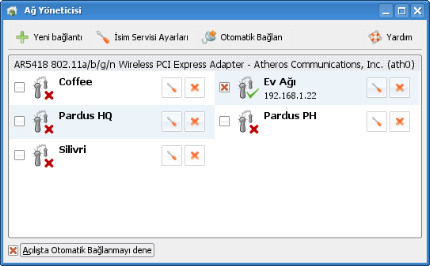 Ağ Yöneticisi
Yeni bağlantı İsim Servisi Ayarları Otomatik Bağlan Yardım
AR5418 802.11a/b/g/n Wireless PCI Express Adapter - Atheros Communications, Inc. (ath0)
Coffee Ev Ağı
192.168.1.22
Pardus HQ Pardus PH
Silivri
Açılışta Otomatik Bağlanmayı dene